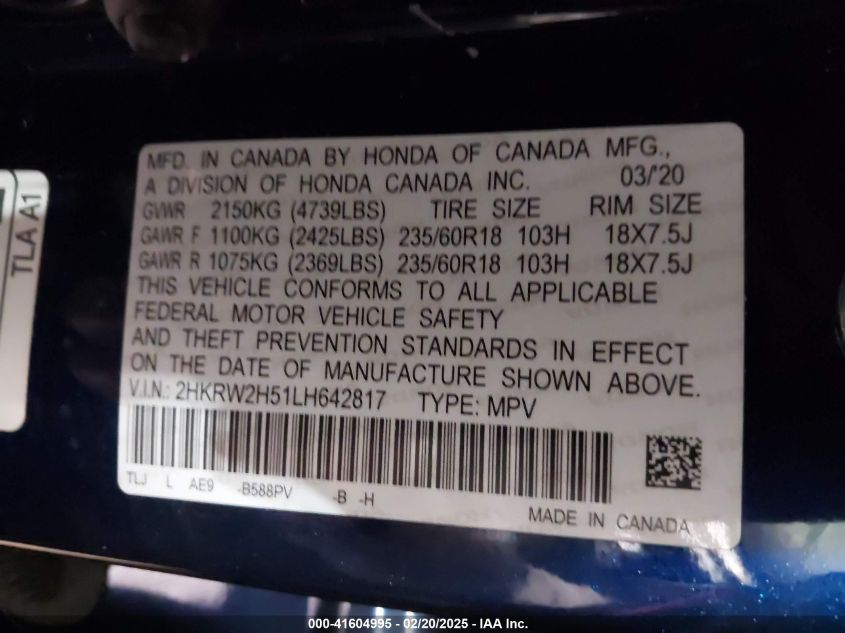 MFD. IN CANADA BY HONDA OF CANADA MFG.,
A DIVISION OF HONDA CANADA INC. 03/'20
GVWR 2150KG (4739LBS) TIRE SIZE RIM SIZE
GAWR F 1100KG (2425LBS) 235/60R18 103H 18X7.5J
GAWR R 1075KG (2369LBS) 235/60R18 103H 18X7.5J
THIS VEHICLE CONFORMS TO ALL APPLICABLE
FEDERAL MOTOR VEHICLE SAFETY
AND THEFT PREVENTION STANDARDS IN EFFECT
ON THE DATE OF MANUFACTURE SHOWN ABOVE.
V.I.N.: 2HKRW2H51LH642817 TYPE: MPV
TLJ L AE9 -B588PV -B -H
MADE IN CANADA
TLA A1
000-41604995 - 02/20/2025 - IAA Inc.